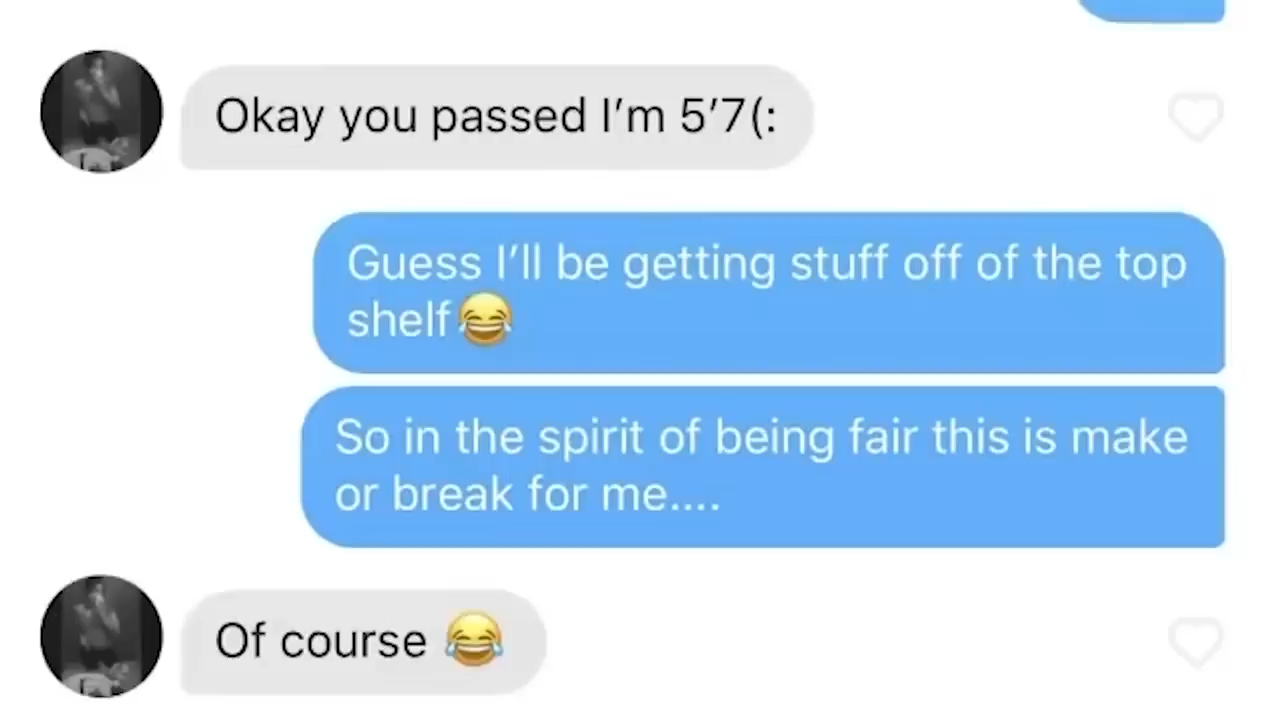 Okay you passed I’m 5’7(:
Guess I’ll be getting stuff off of the top
shelf😂
So in the spirit of being fair this is make
or break for me....
Of course 😂